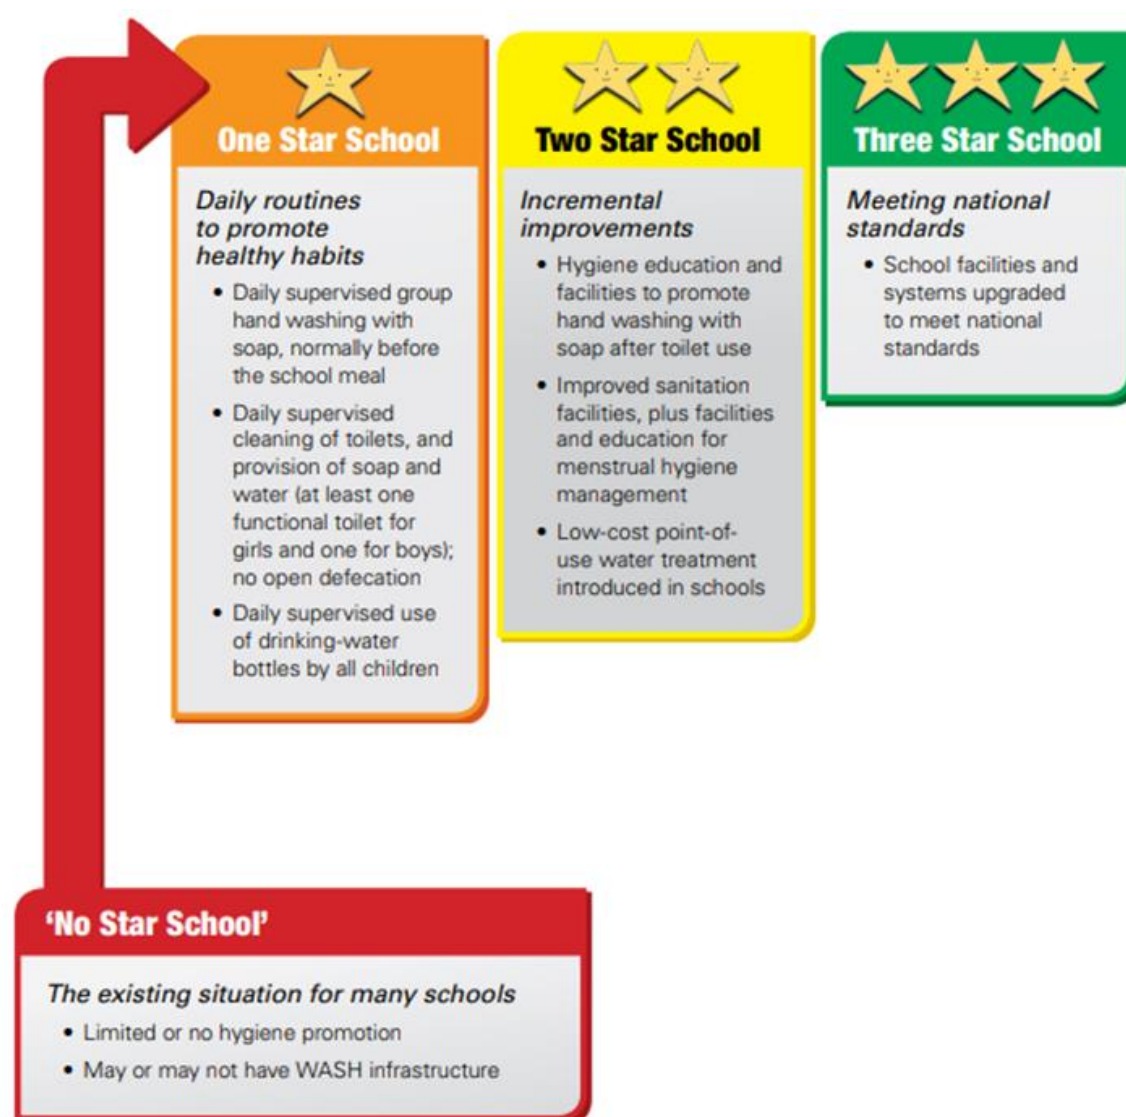 One Star School
Daily routines
to promote
healthy habits
• Daily supervised group
hand washing with
soap, normally before
the school meal
• Daily supervised
cleaning of toilets, and
provision of soap and
water (at least one
functional toilet for
girls and one for boys);
no open defecation
• Daily supervised use
of drinking-water
bottles by all children
Two Star School
Incremental
improvements
• Hygiene education and
facilities to promote
hand washing with
soap after toilet use
• Improved sanitation
facilities, plus facilities
and education for
menstrual hygiene
management
• Low-cost point-of-
use water treatment
introduced in schools
Three Star School
Meeting national
standards
• School facilities and
systems upgraded
to meet national
standards
‘No Star School’
The existing situation for many schools
• Limited or no hygiene promotion
• May or may not have WASH infrastructure